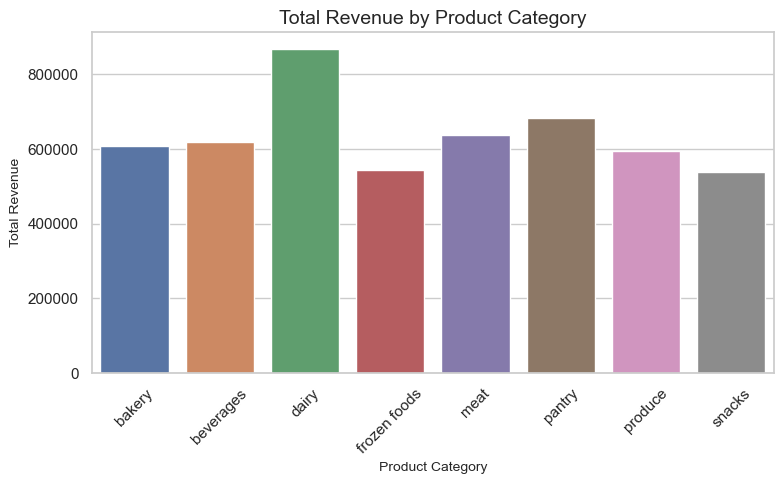 Total Revenue by Product Category
Total Revenue
800000
600000
400000
200000
0
bakery
beverages
dairy
frozen foods
meat
pantry
produce
snacks
Product Category